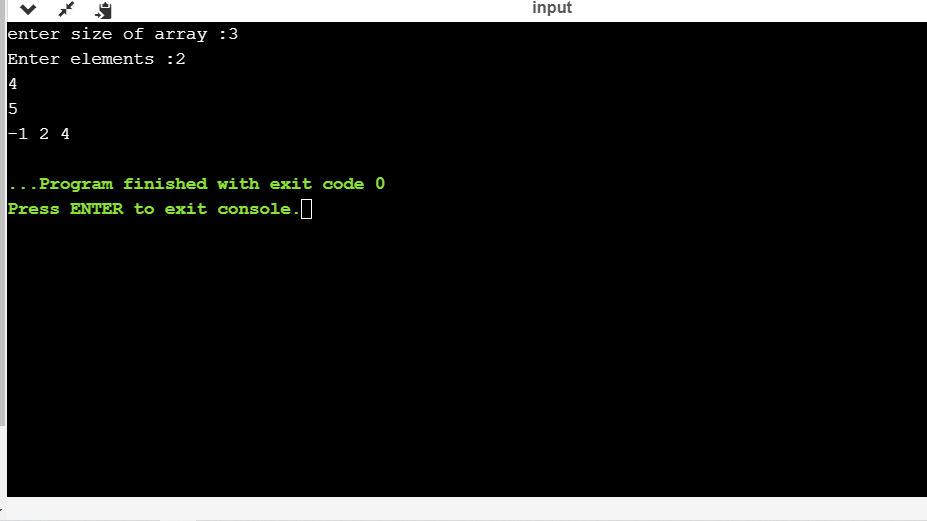 input
enter size of array :3
Enter elements :2
4
5
-1 2 4
...Program finished with exit code 0
Press ENTER to exit console.